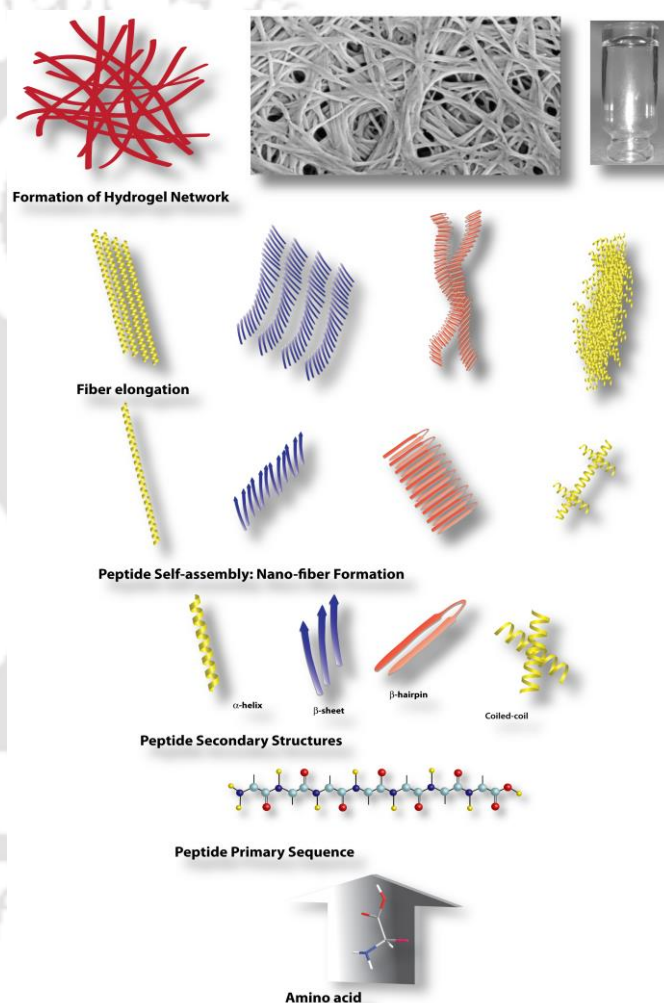 Formation of Hydrogel Network
Fiber elongation
Peptide Self-assembly: Nano-fiber Formation
α-helix
β-sheet
β-hairpin
Coiled-coil
Peptide Secondary Structures
Peptide Primary Sequence
Amino acid